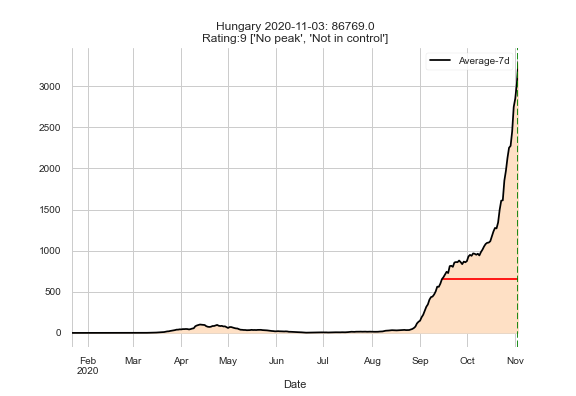 Hungary 2020-11-03: 86769.0
Rating:9 ['No peak', 'Not in control']
Average-7d
3000
2500
2000
1500
1000
500
0
Feb Mar Apr May Jun Jul Aug Sep Oct Nov
2020
Date